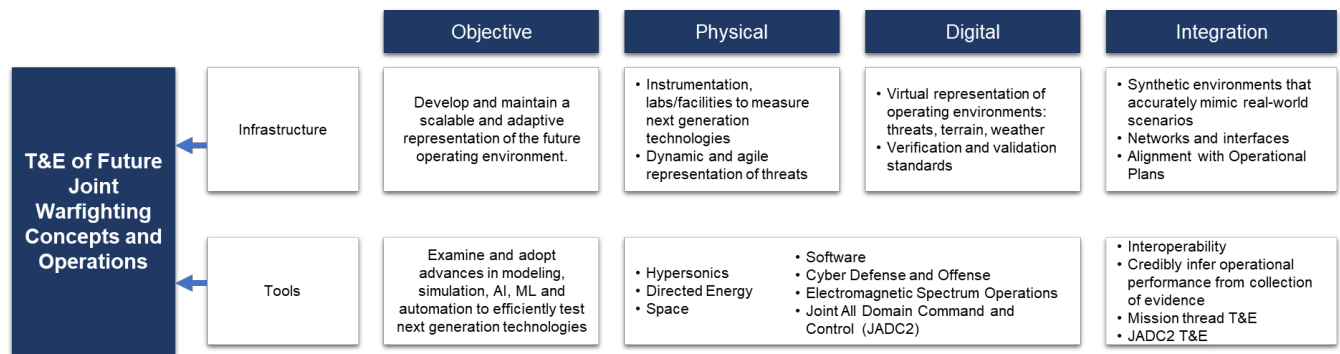 Objective
Physical
Digital
Integration
T&E of Future
Joint
Warfighting
Concepts and
Operations
Infrastructure
Develop and maintain a
scalable and adaptive
representation of the future
operating environment.
• Instrumentation,
labs/facilities to measure
next generation
technologies
• Dynamic and agile
representation of threats
• Virtual representation of
operating environments:
threats, terrain, weather
• Verification and validation
standards
• Synthetic environments that
accurately mimic real-world
scenarios
• Networks and interfaces
• Alignment with Operational
Plans
Tools
Examine and adopt
advances in modeling,
simulation, AI, ML and
automation to efficiently test
next generation technologies
• Hypersonics
• Directed Energy
• Space
• Software
• Cyber Defense and Offense
• Electromagnetic Spectrum Operations
• Joint All Domain Command and
Control (JADC2)
• Interoperability
• Credibly infer operational
performance from collection
of evidence
• Mission thread T&E
• JADC2 T&E